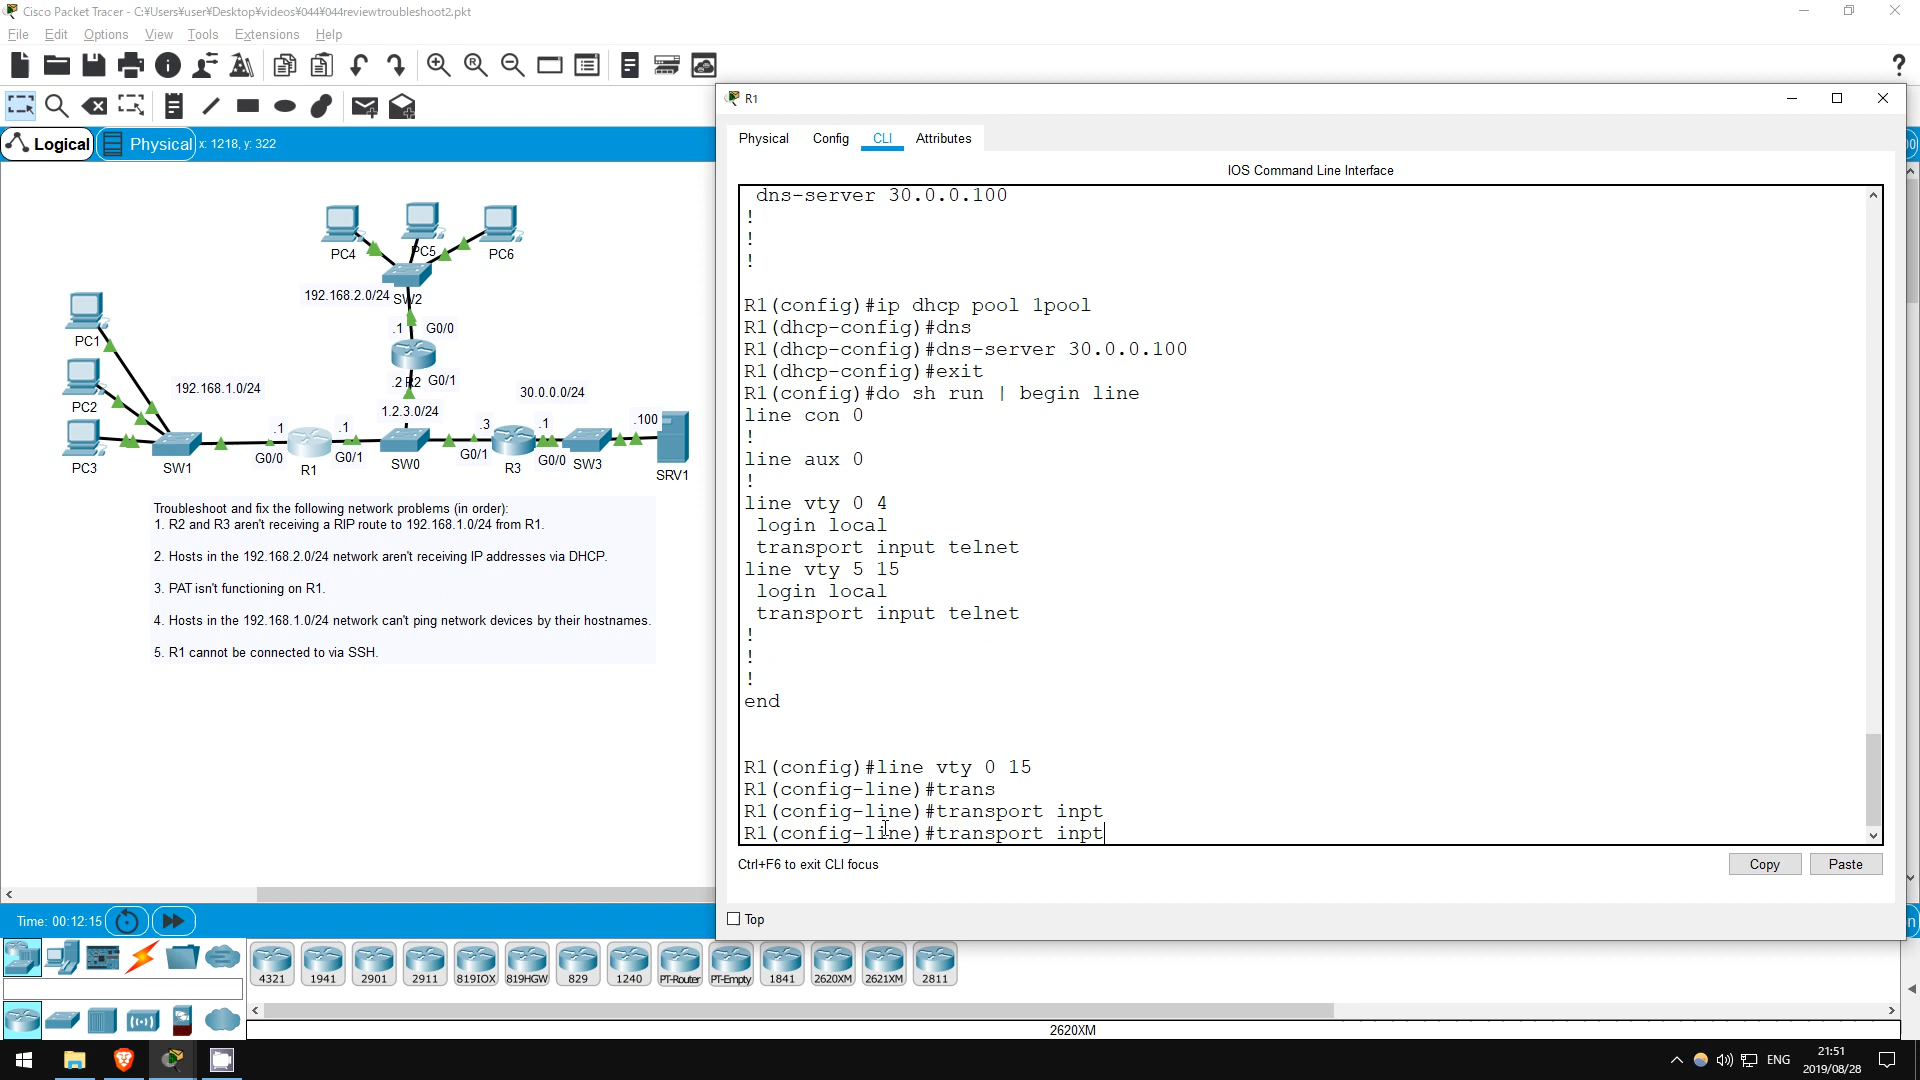 Cisco Packet Tracer - C:¥Users¥user¥Desktop¥videos¥044¥044reviewtroubleshoot2.pkt
File Edit Options View Tools Extensions Help
Logical Physical x: 1218, y: 322
R1
Physical Config CLI Attributes
IOS Command Line Interface
dns-server 30.0.0.100
!
!
!
R1(config)#ip dhcp pool 1pool
R1(dhcp-config)#dns
R1(dhcp-config)#dns-server 30.0.0.100
R1(dhcp-config)#exit
R1(config)#do sh run | begin line
line con 0
!
line aux 0
!
line vty 0 4
login local
transport input telnet
line vty 5 15
login local
transport input telnet
!
!
!
end
R1(config)#line vty 0 15
R1(config-line)#trans
R1(config-line)#transport inpt
R1(config-line)#transport inpt
Ctrl+F6 to exit CLI focus
Copy Paste
Top
PC4 PC5 PC6
192.168.2.0/24 SW2
.1 G0/0
PC1
.2 R2 G0/1
PC2 192.168.1.0/24
1.2.3.0/24
30.0.0.0/24
.1 .1 .3 .1 .100
PC3 SW1 G0/0 R1 G0/1 SW0 G0/1 R3 G0/0 SW3 SRV1
Troubleshoot and fix the following network problems (in order):
1. R2 and R3 aren't receiving a RIP route to 192.168.1.0/24 from R1.
2. Hosts in the 192.168.2.0/24 network aren't receiving IP addresses via DHCP.
3. PAT isn't functioning on R1.
4. Hosts in the 192.168.1.0/24 network can't ping network devices by their hostnames.
5. R1 cannot be connected to via SSH.
Time: 00:12:15
4321 1941 2901 2911 819IOX 819HGW 829 1240 PT-Router PT-Empty 1841 2620XM 2621XM 2811
2620XM
ENG
21:51
2019/08/28